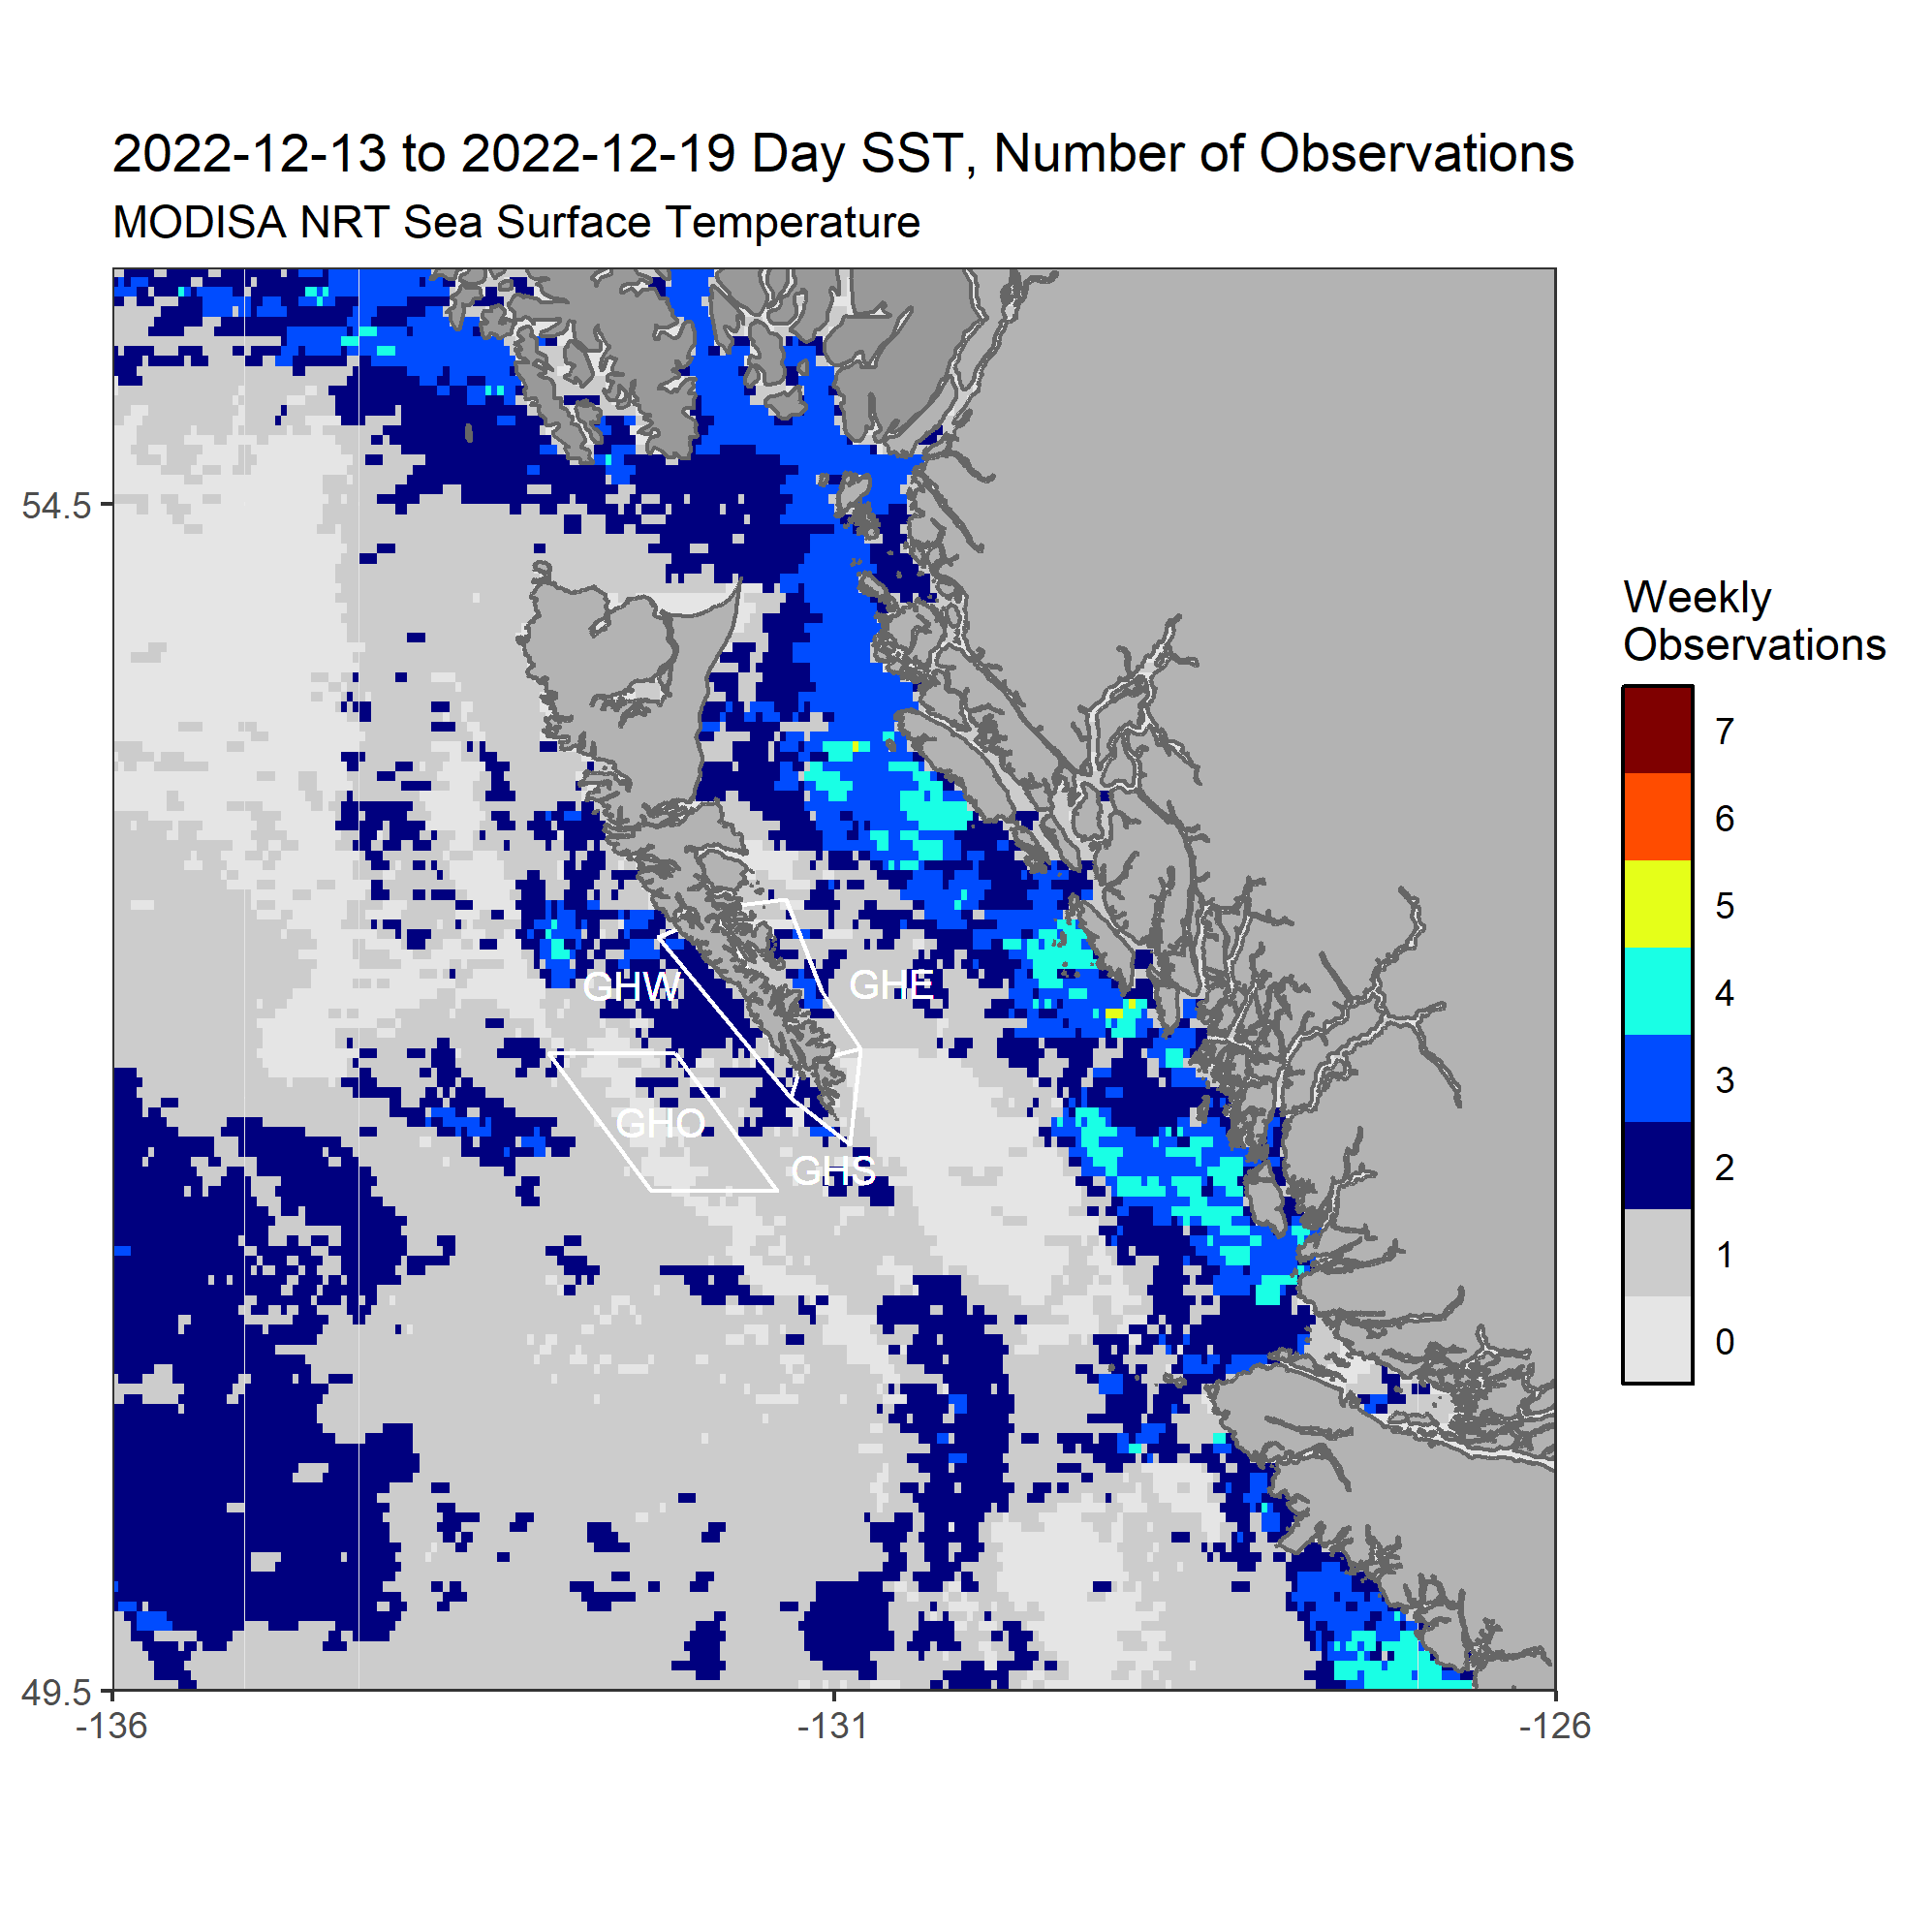 2022-12-13 to 2022-12-19 Day SST, Number of Observations
MODISA NRT Sea Surface Temperature
54.5
49.5
-136
-131
-126
GHW
GHE
GHO
GHS
Weekly
Observations
7
6
5
4
3
2
1
0